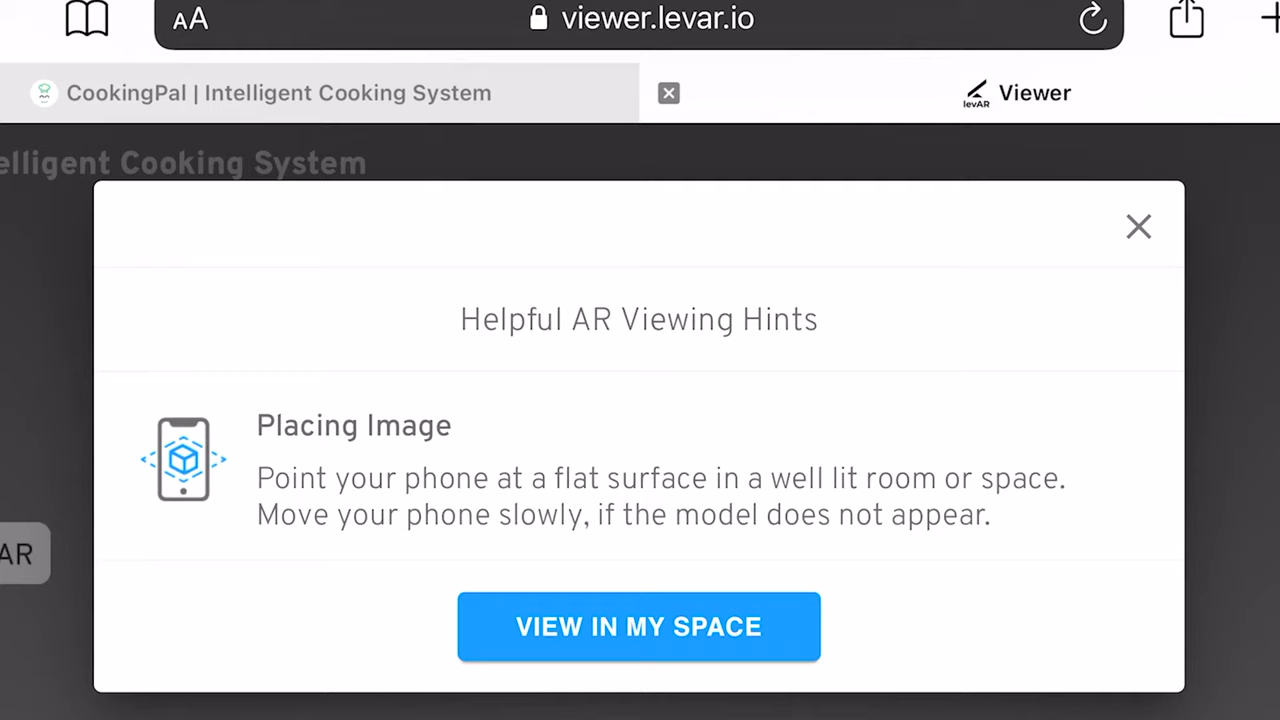 AA viewer.levar.io
CookingPal | Intelligent Cooking System
levAR Viewer
elligent Cooking System
Helpful AR Viewing Hints
Placing Image
Point your phone at a flat surface in a well lit room or space.
Move your phone slowly, if the model does not appear.
AR
VIEW IN MY SPACE